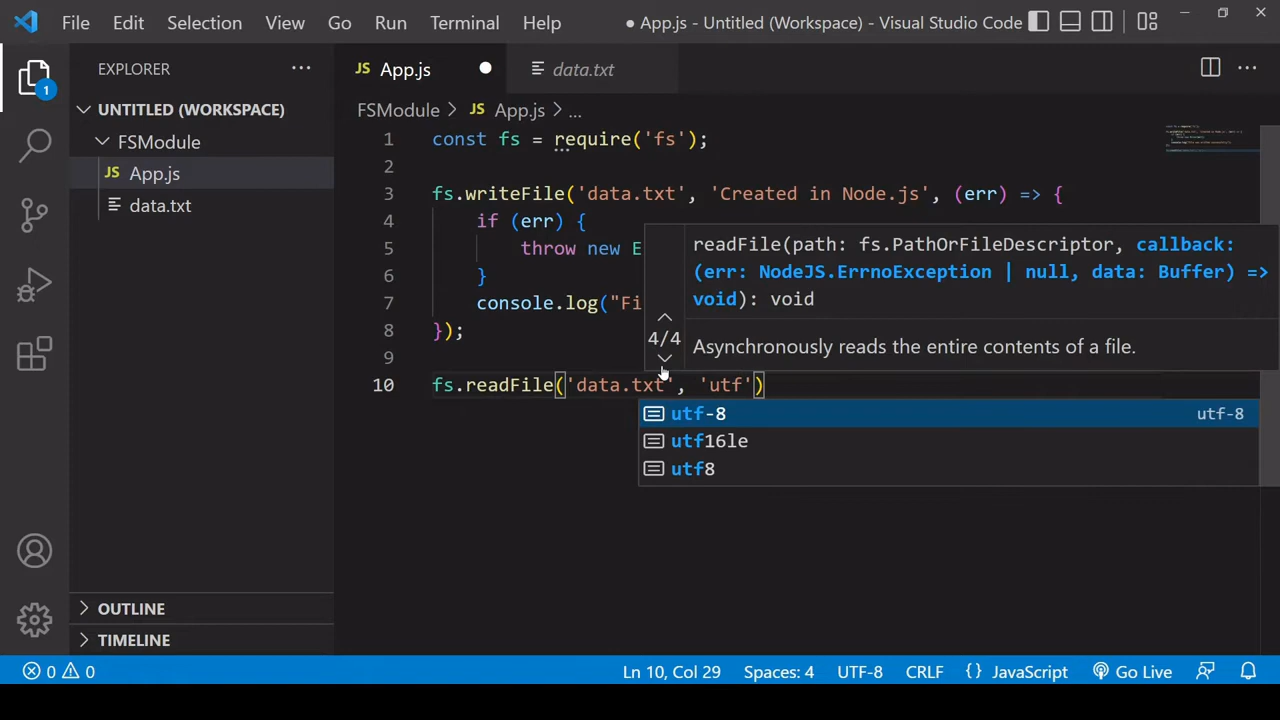 File Edit Selection View Go Run Terminal Help ● App.js - Untitled (Workspace) - Visual Studio Code
EXPLORER ...
1
UNTITLED (WORKSPACE)
FSModule
JS App.js
data.txt
OUTLINE
TIMELINE
JS App.js ● data.txt ...
FSModule > JS App.js > ...
1 const fs = require('fs');
2
3 fs.writeFile('data.txt', 'Created in Node.js', (err) => {
4 if (err) {
5 throw new E
6 }
7 console.log("Fi
8 });
9
10 fs.readFile('data.txt', 'utf')
readFile(path: fs.PathOrFileDescriptor, callback:
(err: NodeJS.ErrnoException | null, data: Buffer) =>
void): void
4/4
Asynchronously reads the entire contents of a file.
utf-8 utf-8
utf16le
utf8
0 0 Ln 10, Col 29 Spaces: 4 UTF-8 CRLF {} JavaScript Go Live